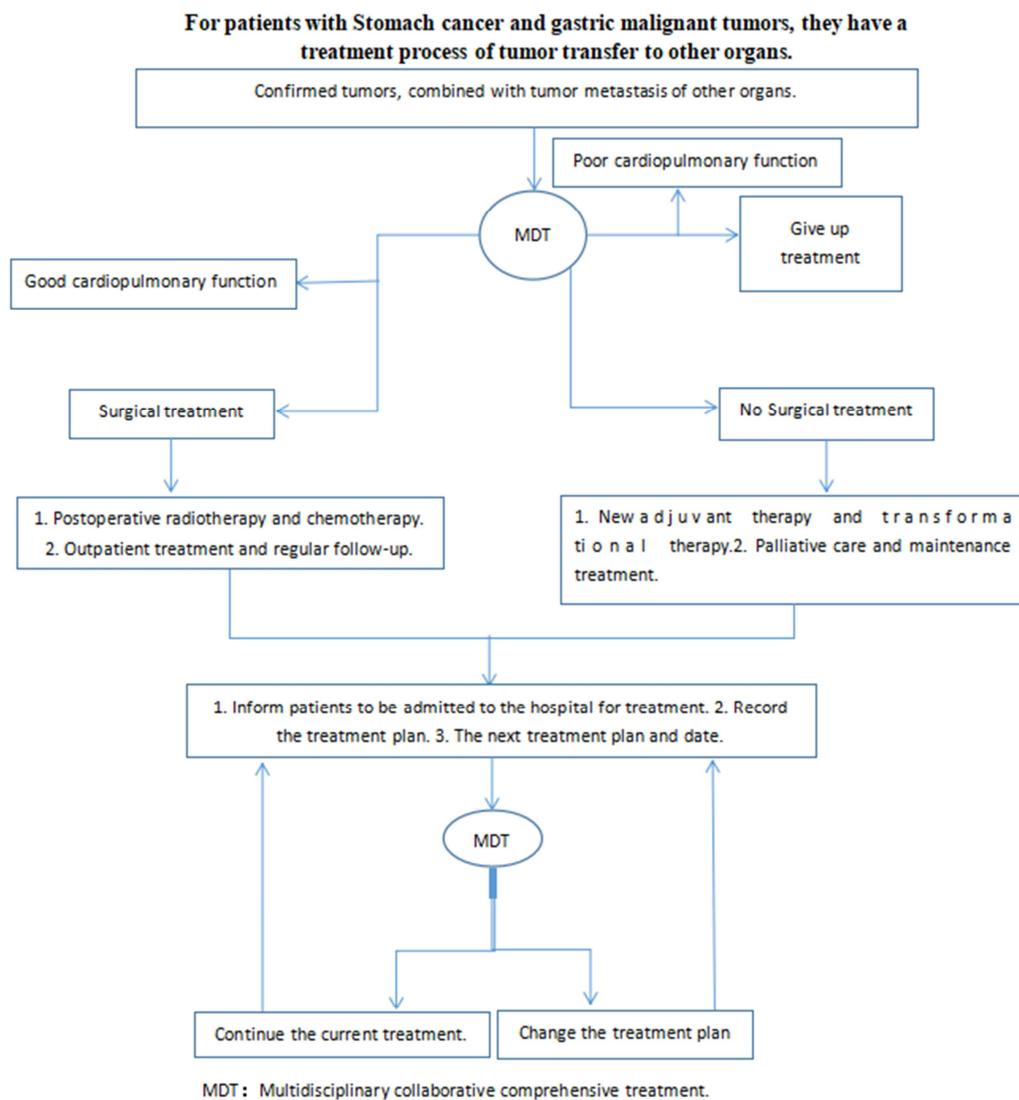 For patients with Stomach cancer and gastric malignant tumors, they have a
treatment process of tumor transfer to other organs.
Confirmed tumors, combined with tumor metastasis of other organs.
Poor cardiopulmonary function
MDT
Give up
treatment
Good cardiopulmonary function
Surgical treatment
No Surgical treatment
1. Postoperative radiotherapy and chemotherapy.
2. Outpatient treatment and regular follow-up.
1. New adjuvant therapy and transforma
tional therapy.2. Palliative care and maintenance
treatment.
1. Inform patients to be admitted to the hospital for treatment. 2. Record
the treatment plan. 3. The next treatment plan and date.
MDT
Continue the current treatment.
Change the treatment plan
MDT: Multidisciplinary collaborative comprehensive treatment.